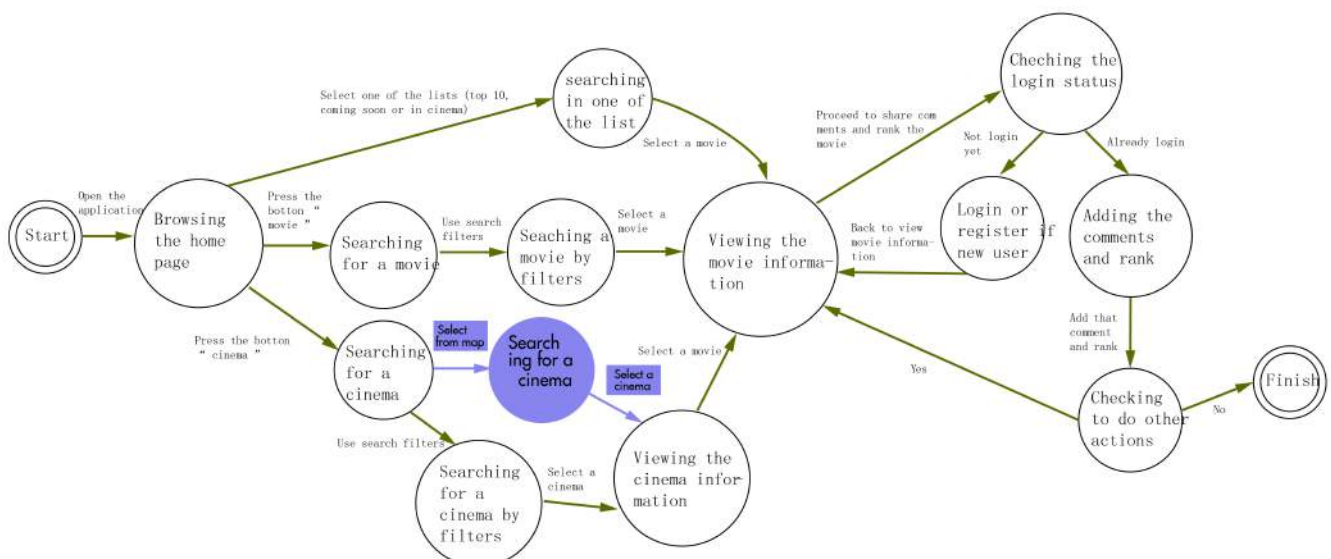 Start
Open the
application
Browsing
the home
page
Select one of the lists (top 10,
coming soon or in cinema)
searching
in one of
the list
Select a movie
Press the
botton “
movie ”
Searching
for a movie
Use search
filters
Seaching a
movie by
filters
Select a
movie
Viewing the
movie informa-
tion
Press the botton
“ cinema ”
Searching
for a
cinema
Select
from map
Search
ing for a
cinema
Select a
cinema
Use search filters
Searching
for a
cinema by
filters
Select a
cinema
Viewing the
cinema infor-
mation
Select a movie
Proceed to share com
ments and rank the
movie
Cheching the
login status
Not login
yet
Already login
Login or
register if
new user
Back to view
movie informa-
tion
Adding the
comments
and rank
Add that
comment
and rank
Checking
to do other
actions
Yes
No
Finish